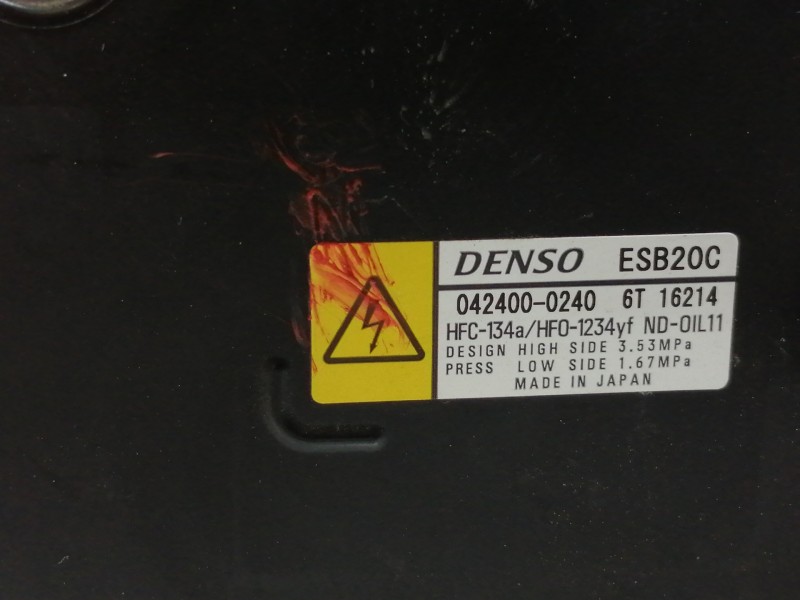 DENSO ESB20C
042400-0240 6T 16214
HFC-134a/HFO-1234yf ND-OIL11
DESIGN HIGH SIDE 3.53MPa
PRESS LOW SIDE 1.67MPa
MADE IN JAPAN